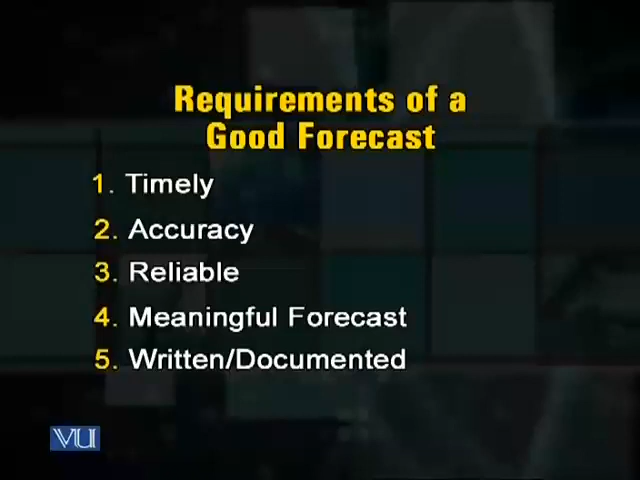 Requirements of a
Good Forecast
1. Timely
2. Accuracy
3. Reliable
4. Meaningful Forecast
5. Written/Documented
VU